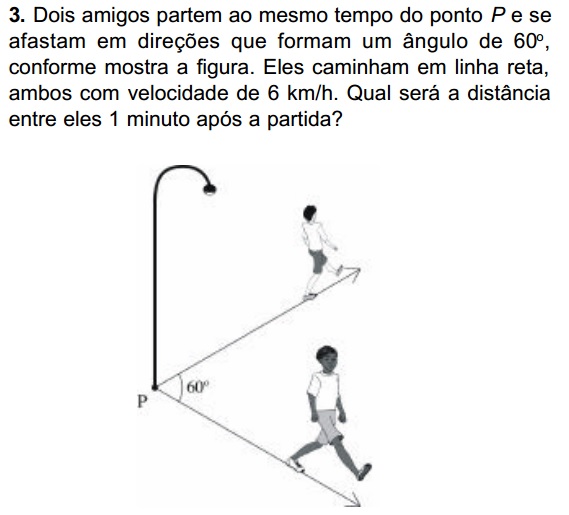 3. Dois amigos partem ao mesmo tempo do ponto P e se
afastam em direções que formam um ângulo de 60º,
conforme mostra a figura. Eles caminham em linha reta,
ambos com velocidade de 6 km/h. Qual será a distância
entre eles 1 minuto após a partida?
60º
P